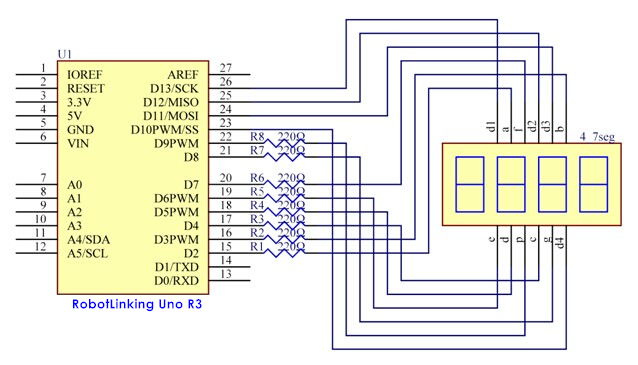 U1
1 IOREF AREF 27
2 RESET D13/SCK 26
3 3.3V D12/MISO 25
4 5V D11/MOSI 24
5 GND D10PWM/SS 23
6 VIN D9PWM 22 R8 220Ω
D8 21 R7 220Ω
7 A0 D7 20 R6 220Ω
8 A1 D6PWM 19 R5 220Ω
9 A2 D5PWM 18 R4 220Ω
10 A3 D4 17 R3 220Ω
11 A4/SDA D3PWM 16 R2 220Ω
12 A5/SCL D2 15 R1 220Ω
D1/TXD 14
D0/RXD 13
RobotLinking Uno R3
d1 a f d2 d3 b
4 7seg
e d p c g d4